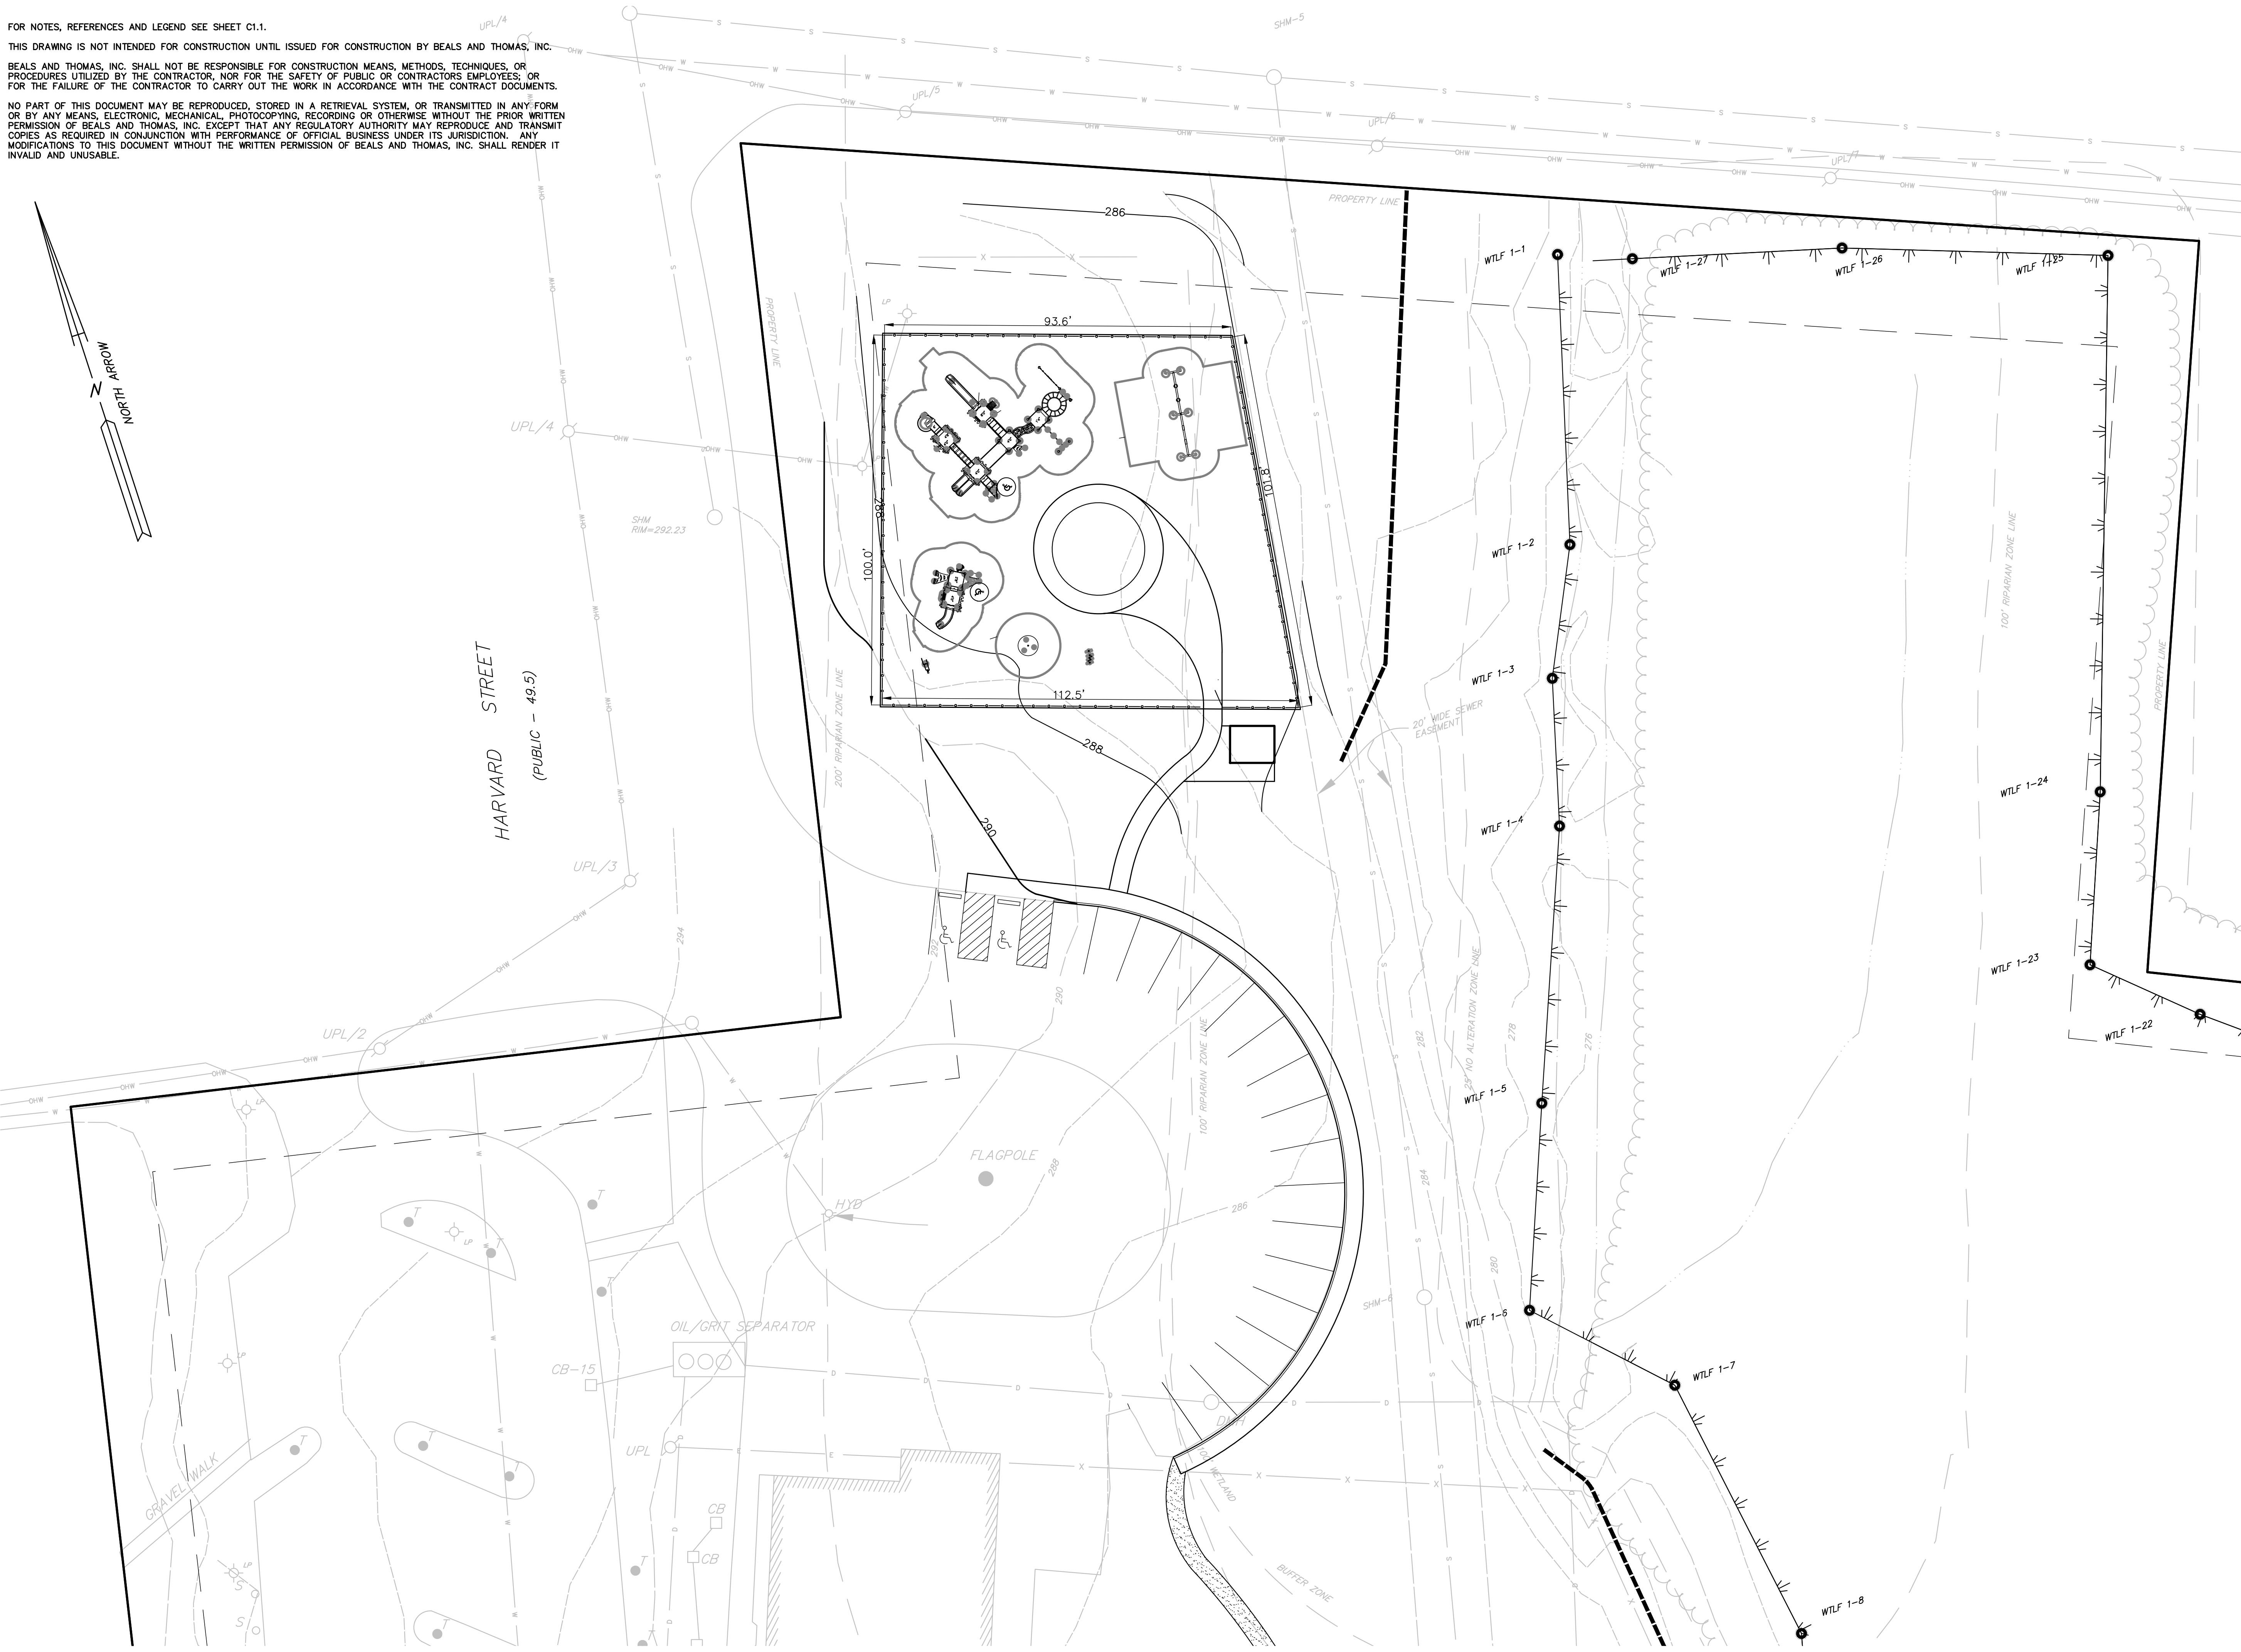 FOR NOTES, REFERENCES AND LEGEND SEE SHEET C1.1.
THIS DRAWING IS NOT INTENDED FOR CONSTRUCTION UNTIL ISSUED FOR CONSTRUCTION BY BEALS AND THOMAS, INC.
BEALS AND THOMAS, INC. SHALL NOT BE RESPONSIBLE FOR CONSTRUCTION MEANS, METHODS, TECHNIQUES, OR
PROCEDURES UTILIZED BY THE CONTRACTOR, NOR FOR THE SAFETY OF PUBLIC OR CONTRACTORS EMPLOYEES; OR
FOR THE FAILURE OF THE CONTRACTOR TO CARRY OUT THE WORK IN ACCORDANCE WITH THE CONTRACT DOCUMENTS.
NO PART OF THIS DOCUMENT MAY BE REPRODUCED, STORED IN A RETRIEVAL SYSTEM, OR TRANSMITTED IN ANY FORM
OR BY ANY MEANS, ELECTRONIC, MECHANICAL, PHOTOCOPYING, RECORDING OR OTHERWISE WITHOUT THE PRIOR WRITTEN
PERMISSION OF BEALS AND THOMAS, INC. EXCEPT THAT ANY REGULATORY AUTHORITY MAY REPRODUCE AND TRANSMIT
COPIES AS REQUIRED IN CONJUNCTION WITH PERFORMANCE OF OFFICIAL BUSINESS UNDER ITS JURISDICTION. ANY
MODIFICATIONS TO THIS DOCUMENT WITHOUT THE WRITTEN PERMISSION OF BEALS AND THOMAS, INC. SHALL RENDER IT
INVALID AND UNUSABLE.
N
NORTH ARROW
UPL/4
SHM-5
UPL/5
UPL/6
UPL/7
PROPERTY LINE
286
WTLF 1-1
WTLF 1-27
WTLF 1-26
WTLF 1-25
LP
93.6'
PROPERTY LINE
UPL/4
LP
101.8'
288
SHM
RIM=292.23
100.0'
WTLF 1-2
100' RIPARIAN ZONE LINE
HARVARD STREET
(PUBLIC - 49.5)
WTLF 1-3
PROPERTY LINE
112.5'
200' RIPARIAN ZONE LINE
20' WIDE SEWER
EASEMENT
288
WTLF 1-24
290
WTLF 1-4
UPL/3
294
292
WTLF 1-23
290
WTLF 1-22
UPL/2
100' RIPARIAN ZONE LINE
282
25' NO ALTERATION ZONE LINE
278
276
WTLF 1-5
LP
FLAGPOLE
288
284
T
HYD
286
T
LP
T
280
T
SHM-6
WTLF 1-6
OIL/GRIT SEPARATOR
LP
CB-15
WTLF 1-7
DMH
T
T
UPL
GRAVEL WALK
T
WETLAND
CB
CB
LP
S
T
BUFFER ZONE
S
T
T
WTLF 1-8